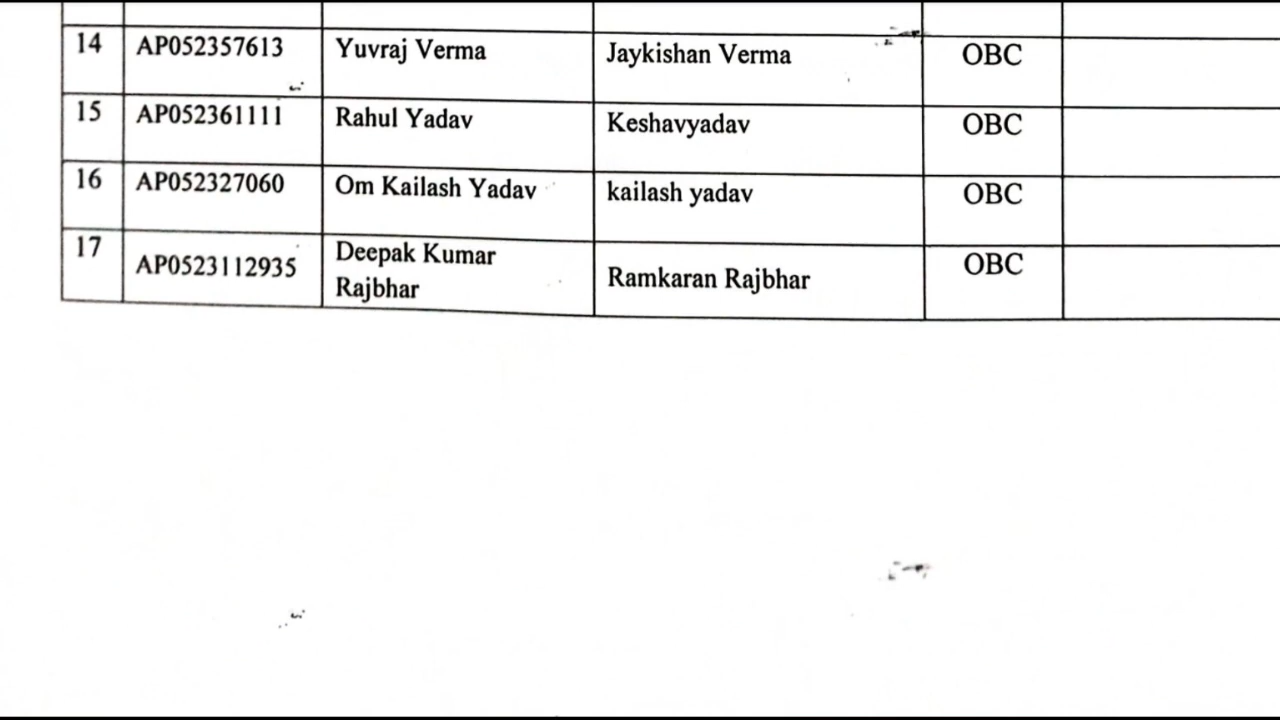 14 AP052357613 Yuvraj Verma Jaykishan Verma OBC
15 AP052361111 Rahul Yadav Keshavyadav OBC
16 AP052327060 Om Kailash Yadav kailash yadav OBC
17 AP0523112935 Deepak Kumar Rajbhar Ramkaran Rajbhar OBC